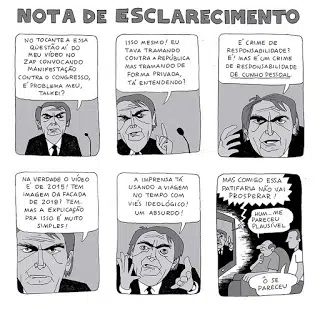 NOTA DE ESCLARECIMENTO
NO TOCANTE A ESSA
QUESTÃO AÍ DO
MEU VÍDEO NO
ZAP CONVOCANDO
MANIFESTAÇÃO
CONTRA O CONGRESSO,
É PROBLEMA MEU,
TALKEI?
ISSO MESMO! EU
TAVA TRAMANDO
CONTRA A REPÚBLICA
MAS TRAMANDO DE
FORMA PRIVADA,
TÁ ENTENDENDO?
É CRIME DE
RESPONSABILIDADE?
É! MAS É UM CRIME
DE RESPONSABILIDADE
DE CUNHO PESSOAL.
NA VERDADE O VÍDEO
É DE 2015! TEM
IMAGEM DA FACADA
DE 2018? TEM.
MAS A EXPLICAÇÃO
PRA ISSO É MUITO
SIMPLES!
A IMPRENSA TÁ
USANDO A VIAGEM
NO TEMPO COM
VIÉS IDEOLÓGICO!
UM ABSURDO!
MAS COMIGO ESSA
PATIFARIA NÃO VAI
PROSPERAR!
HUM... ME
PARECEU
PLAUSÍVEL
Ô SE
PARECEU